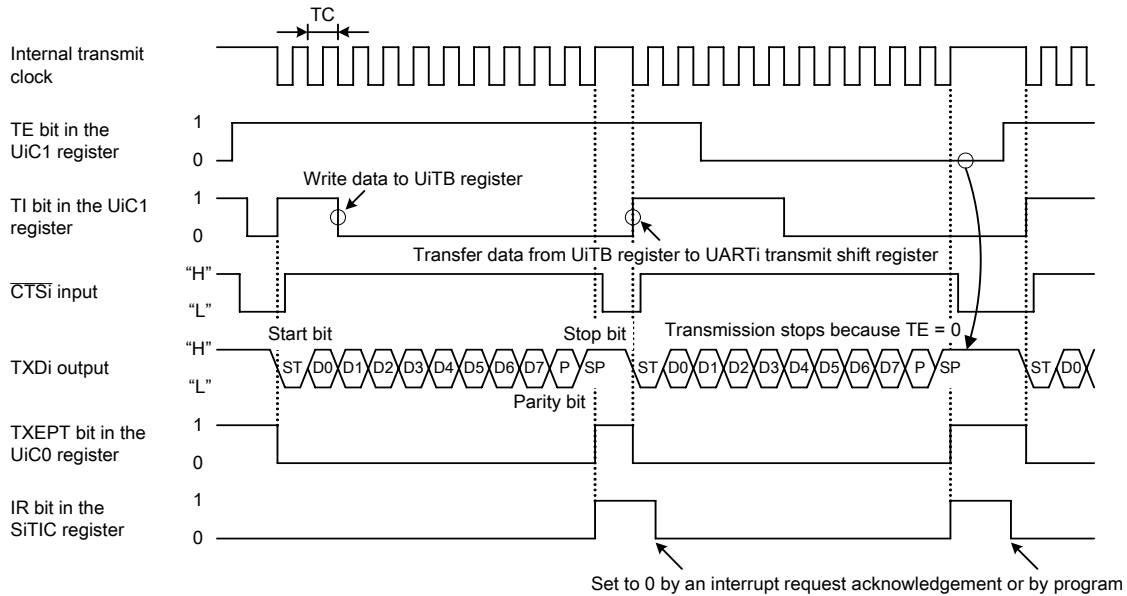 TC
Internal transmit
clock
TE bit in the
UiC1 register
1
0
Write data to UiTB register
TI bit in the UiC1
register
1
0
Transfer data from UiTB register to UARTi transmit shift register
CTSi input
“H”
“L”
Start bit
Stop bit
Transmission stops because TE = 0
TXDi output
“H”
“L”
ST D0 D1 D2 D3 D4 D5 D6 D7 P SP ST D0 D1 D2 D3 D4 D5 D6 D7 P SP ST D0
Parity bit
TXEPT bit in the
UiC0 register
1
0
IR bit in the
SiTIC register
1
0
Set to 0 by an interrupt request acknowledgement or by program